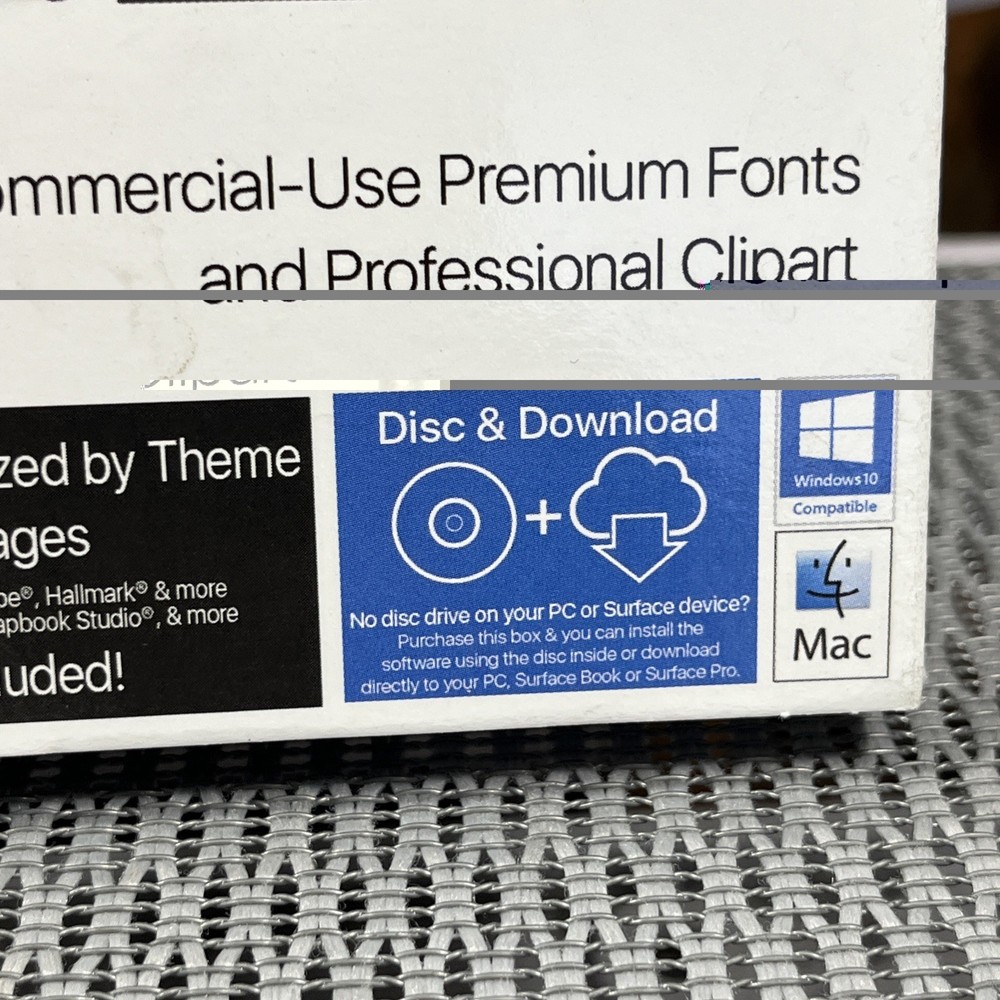 ommercial-Use Premium Fonts
and Professional Clipart
zed by Theme
ages
be®, Hallmark® & more
apbook Studio®, & more
uded!
Disc & Download
+
No disc drive on your PC or Surface device?
Purchase this box & you can install the
software using the disc inside or download
directly to your PC, Surface Book or Surface Pro.
Windows10
Compatible
Mac